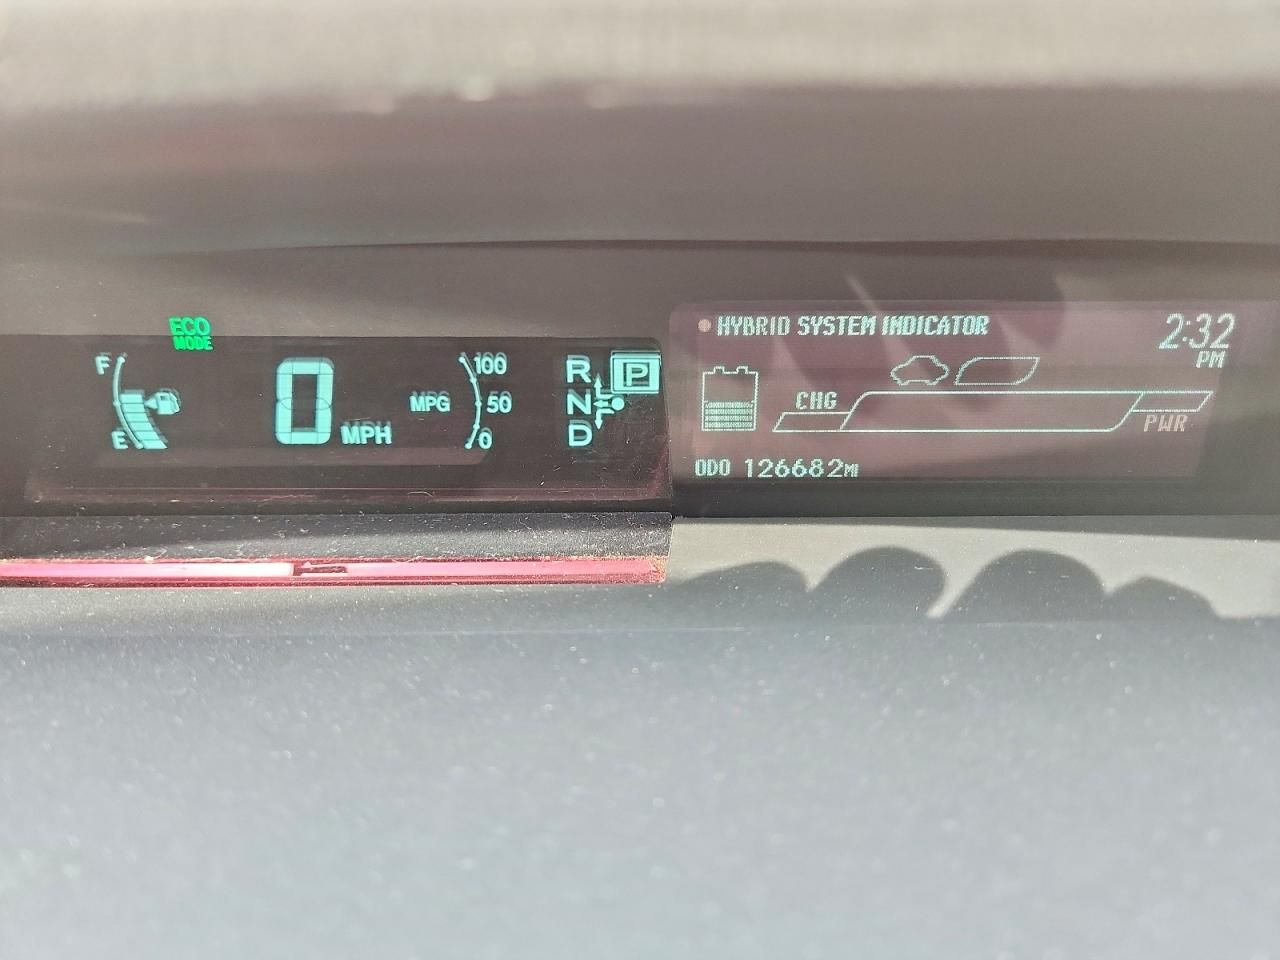 ECO
MODE
F
E
0 MPH
MPG
100
50
0
R
N
D
P
HYBRID SYSTEM INDICATOR
2:32
PM
CHG
PWR
ODO 126682MI